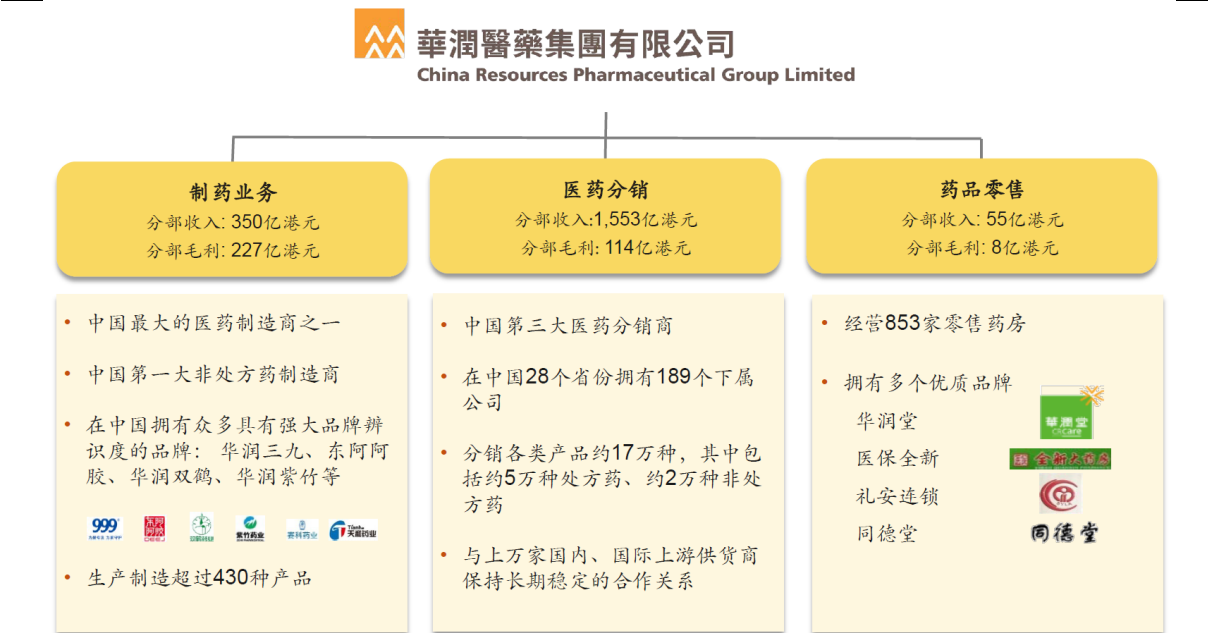 華潤醫藥集團有限公司
China Resources Pharmaceutical Group Limited
制药业务
分部收入: 350亿港元
分部毛利: 227亿港元
医药分销
分部收入:1,553亿港元
分部毛利: 114亿港元
药品零售
分部收入: 55亿港元
分部毛利: 8亿港元
• 中国最大的医药制造商之一
• 中国第一大非处方药制造商
• 在中国拥有众多具有强大品牌辨
识度的品牌： 华润三九、东阿阿
胶、华润双鹤、华润紫竹等
999®
东阿阿胶
紫竹药业
赛科药业
天和药业
• 生产制造超过430种产品
• 中国第三大医药分销商
• 在中国28个省份拥有189个下属
公司
• 分销各类产品约17万种，其中包
括约5万种处方药、约2万种非处
方药
• 与上万家国内、国际上游供货商
保持长期稳定的合作关系
• 经营853家零售药房
• 拥有多个优质品牌
华润堂
華潤堂
医保全新
全新大药房
礼安连锁
同德堂
同德堂